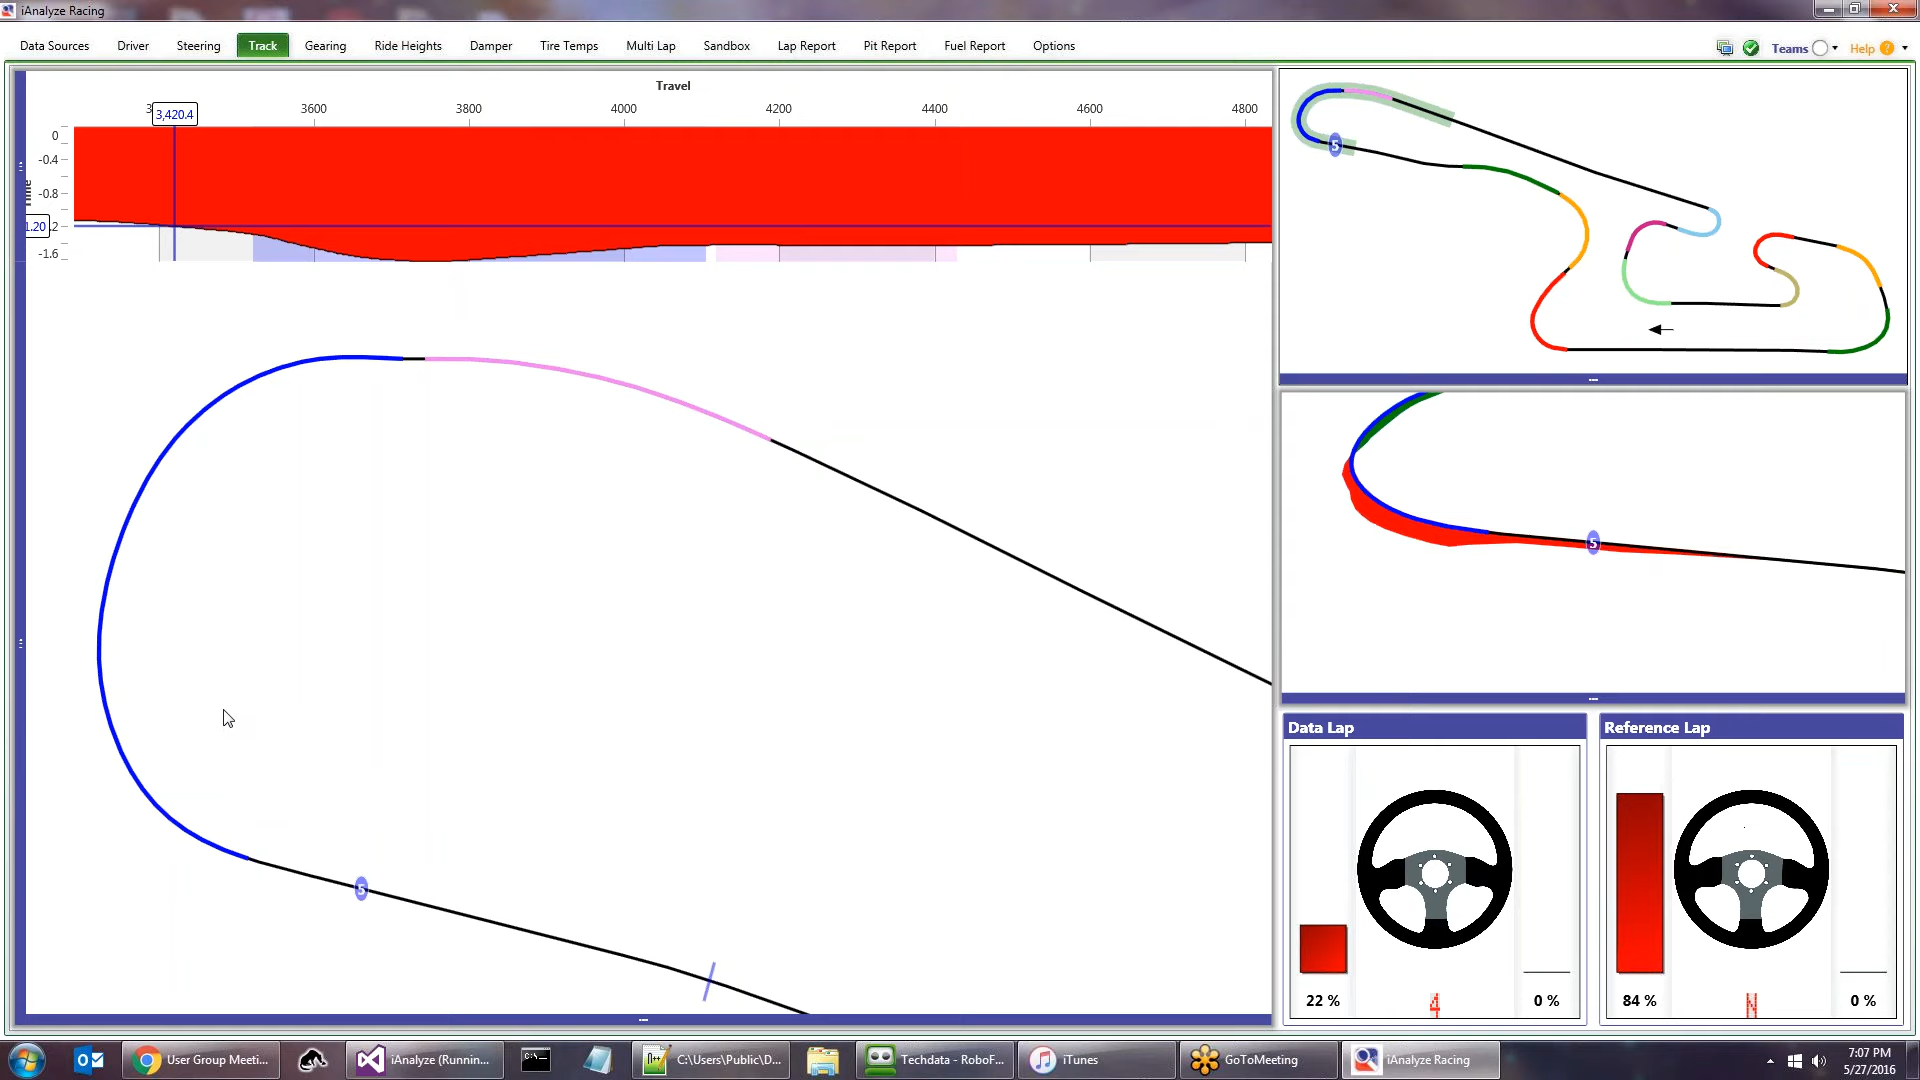 iAnalyze Racing
Data Sources Driver Steering Track Gearing Ride Heights Damper Tire Temps Multi Lap Sandbox Lap Report Pit Report Fuel Report Options Teams Help ?
Travel
3600 3800 4000 4200 4400 4600 4800
3,420.4
0
-0.4
-0.8
1.20
-1.6
5
5
5
Data Lap Reference Lap
22 % 4 0 % 84 % N 0 %
User Group Meeti... iAnalyze (Runnin... C:\Users\Public\D... Techdata - RoboF... iTunes GoToMeeting iAnalyze Racing
7:07 PM
5/27/2016